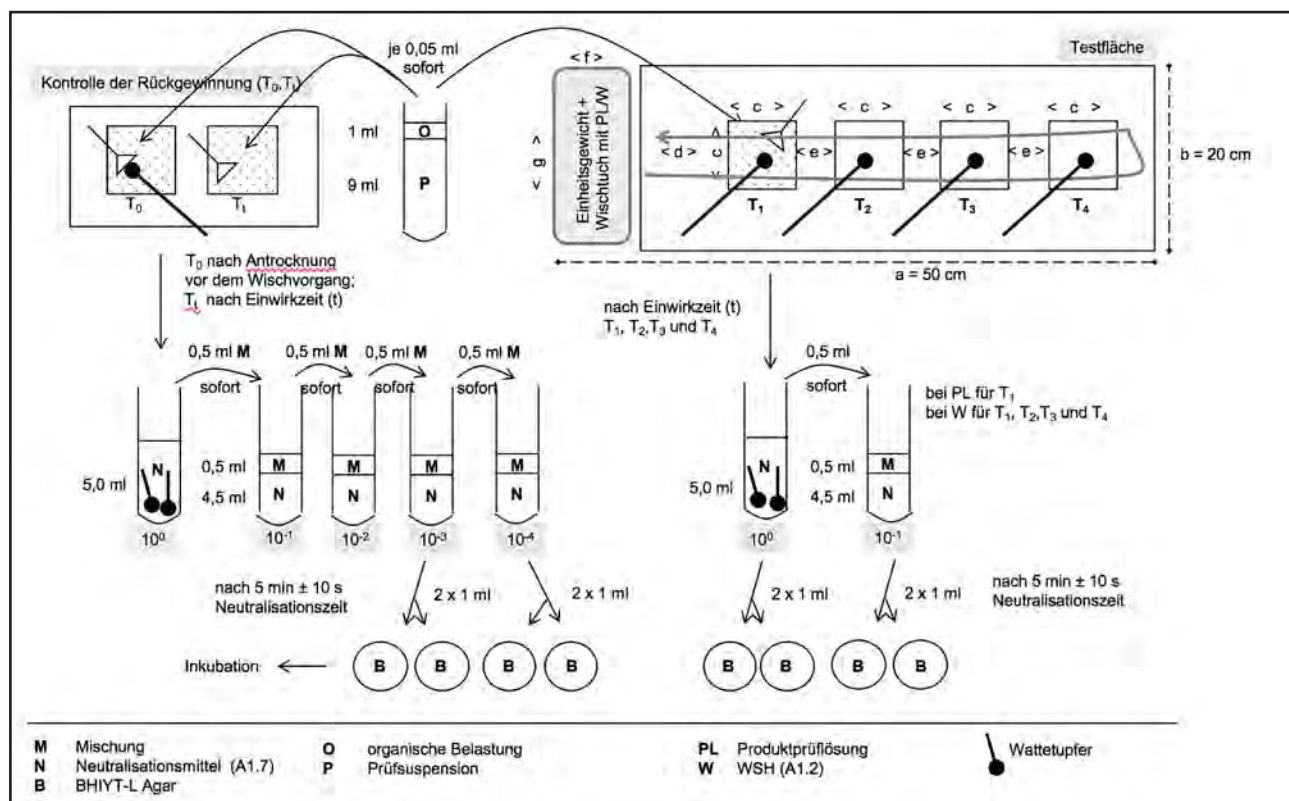 je 0,05 ml
sofort
Kontrolle der Rückgewinnung (T0,Tt)
1 ml
O
9 ml
P
T0
Tt
T0 nach Antrocknung
vor dem Wischvorgang;
Tt nach Einwirkzeit (t)
< f >
< g >
Einheitsgewicht +
Wischtuch mit PL/W
Testfläche
< c >
< c >
< c >
< c >
< d >
< c >
< e >
< e >
< e >
T1
T2
T3
T4
b = 20 cm
a = 50 cm
nach Einwirkzeit (t)
T1, T2,T3 und T4
0,5 ml M
0,5 ml M
0,5 ml M
0,5 ml M
sofort
sofort
sofort
sofort
5,0 ml
N
0,5 ml
4,5 ml
M
N
M
N
M
N
M
N
10⁰
10⁻¹
10⁻²
10⁻³
10⁻⁴
0,5 ml
sofort
bei PL für T1
bei W für T1, T2,T3 und T4
5,0 ml
N
0,5 ml
4,5 ml
M
N
10⁰
10⁻¹
nach 5 min ± 10 s
Neutralisationszeit
2 x 1 ml
2 x 1 ml
2 x 1 ml
2 x 1 ml
nach 5 min ± 10 s
Neutralisationszeit
Inkubation
B
B
B
B
B
B
B
B
M Mischung
N Neutralisationsmittel (A1.7)
B BHIYT-L Agar
O organische Belastung
P Prüfsuspension
PL Produktprüflösung
W WSH (A1.2)
Wattetupfer